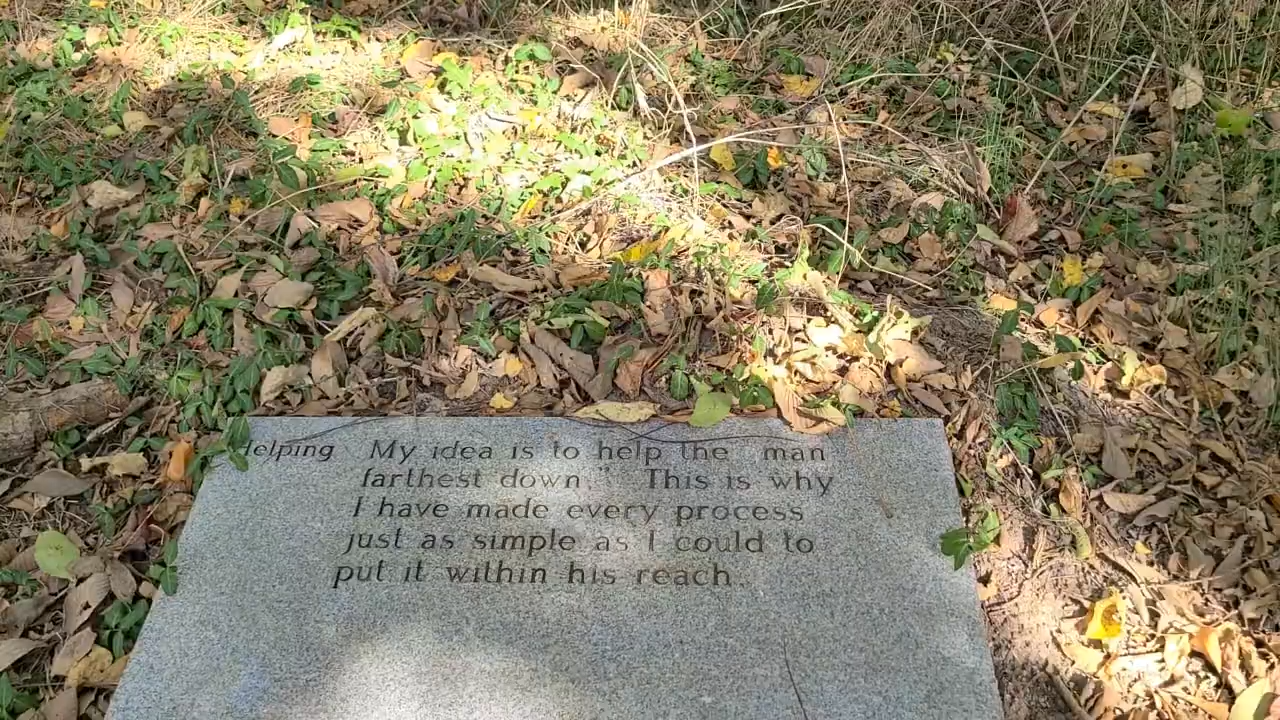 Helping My idea is to help the "man
farthest down." This is why
I have made every process
just as simple as I could to
put it within his reach.